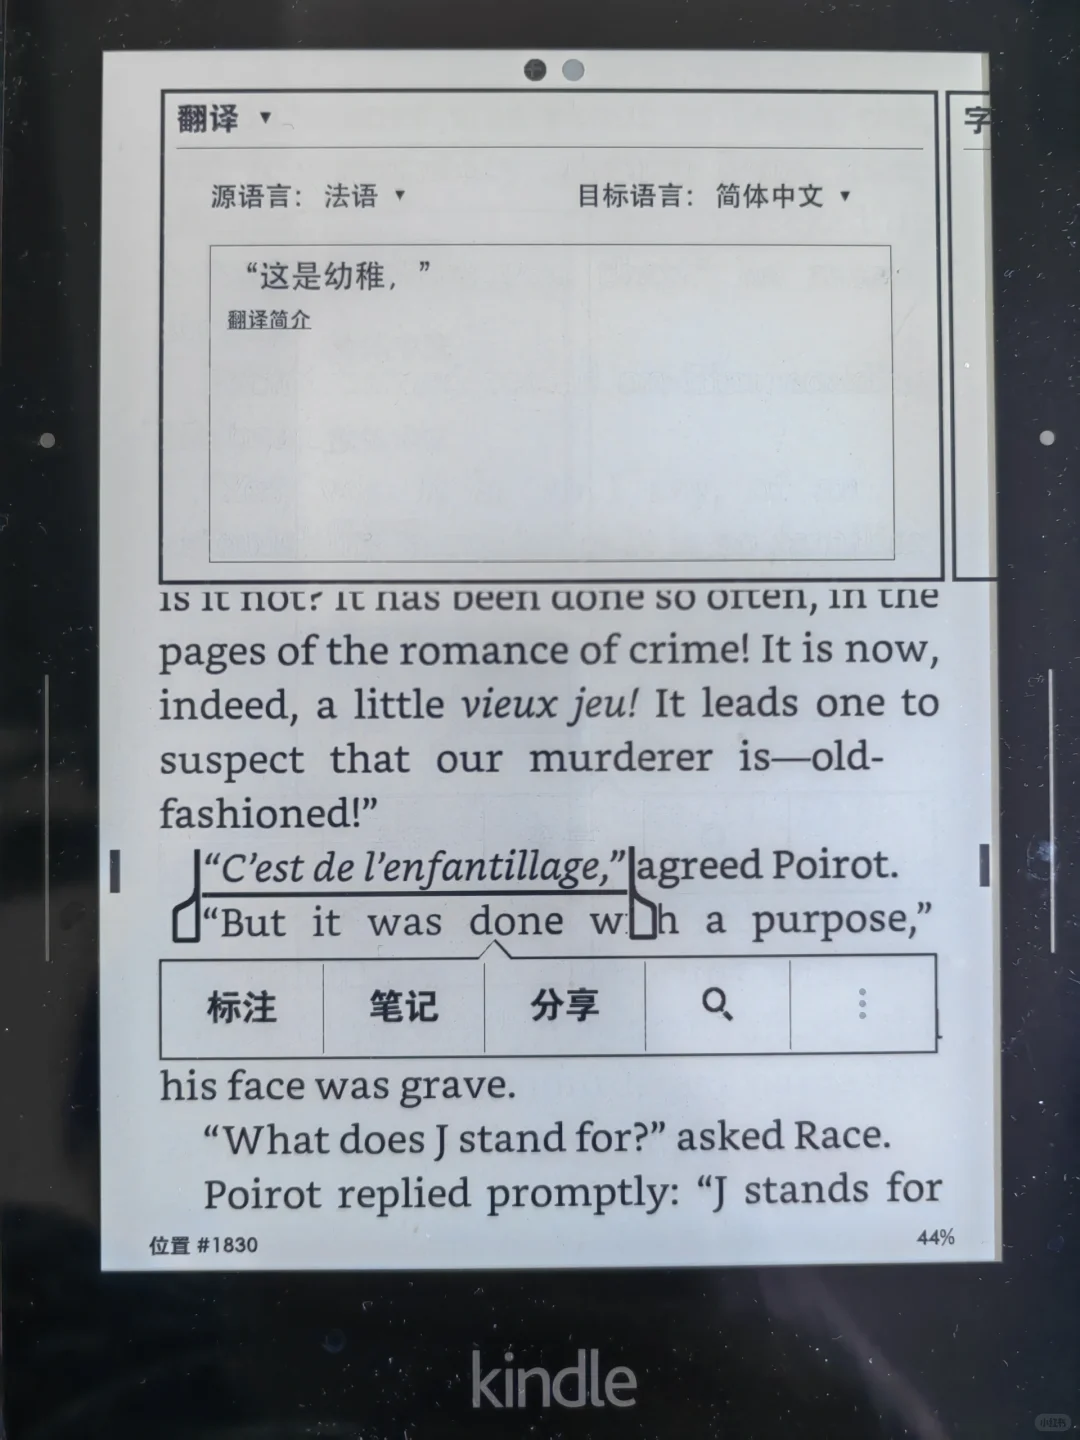 翻译 ▼
字
源语言： 法语 ▼ 目标语言： 简体中文 ▼
“这是幼稚，”
翻译简介
is it not? It has been done so often, in the
pages of the romance of crime! It is now,
indeed, a little vieux jeu! It leads one to
suspect that our murderer is—old-
fashioned!”
“C’est de l’enfantillage,” agreed Poirot.
“But it was done w h a purpose,”
标注 笔记 分享
his face was grave.
“What does J stand for?” asked Race.
Poirot replied promptly: “J stands for
位置 #1830 44%
kindle
小红书